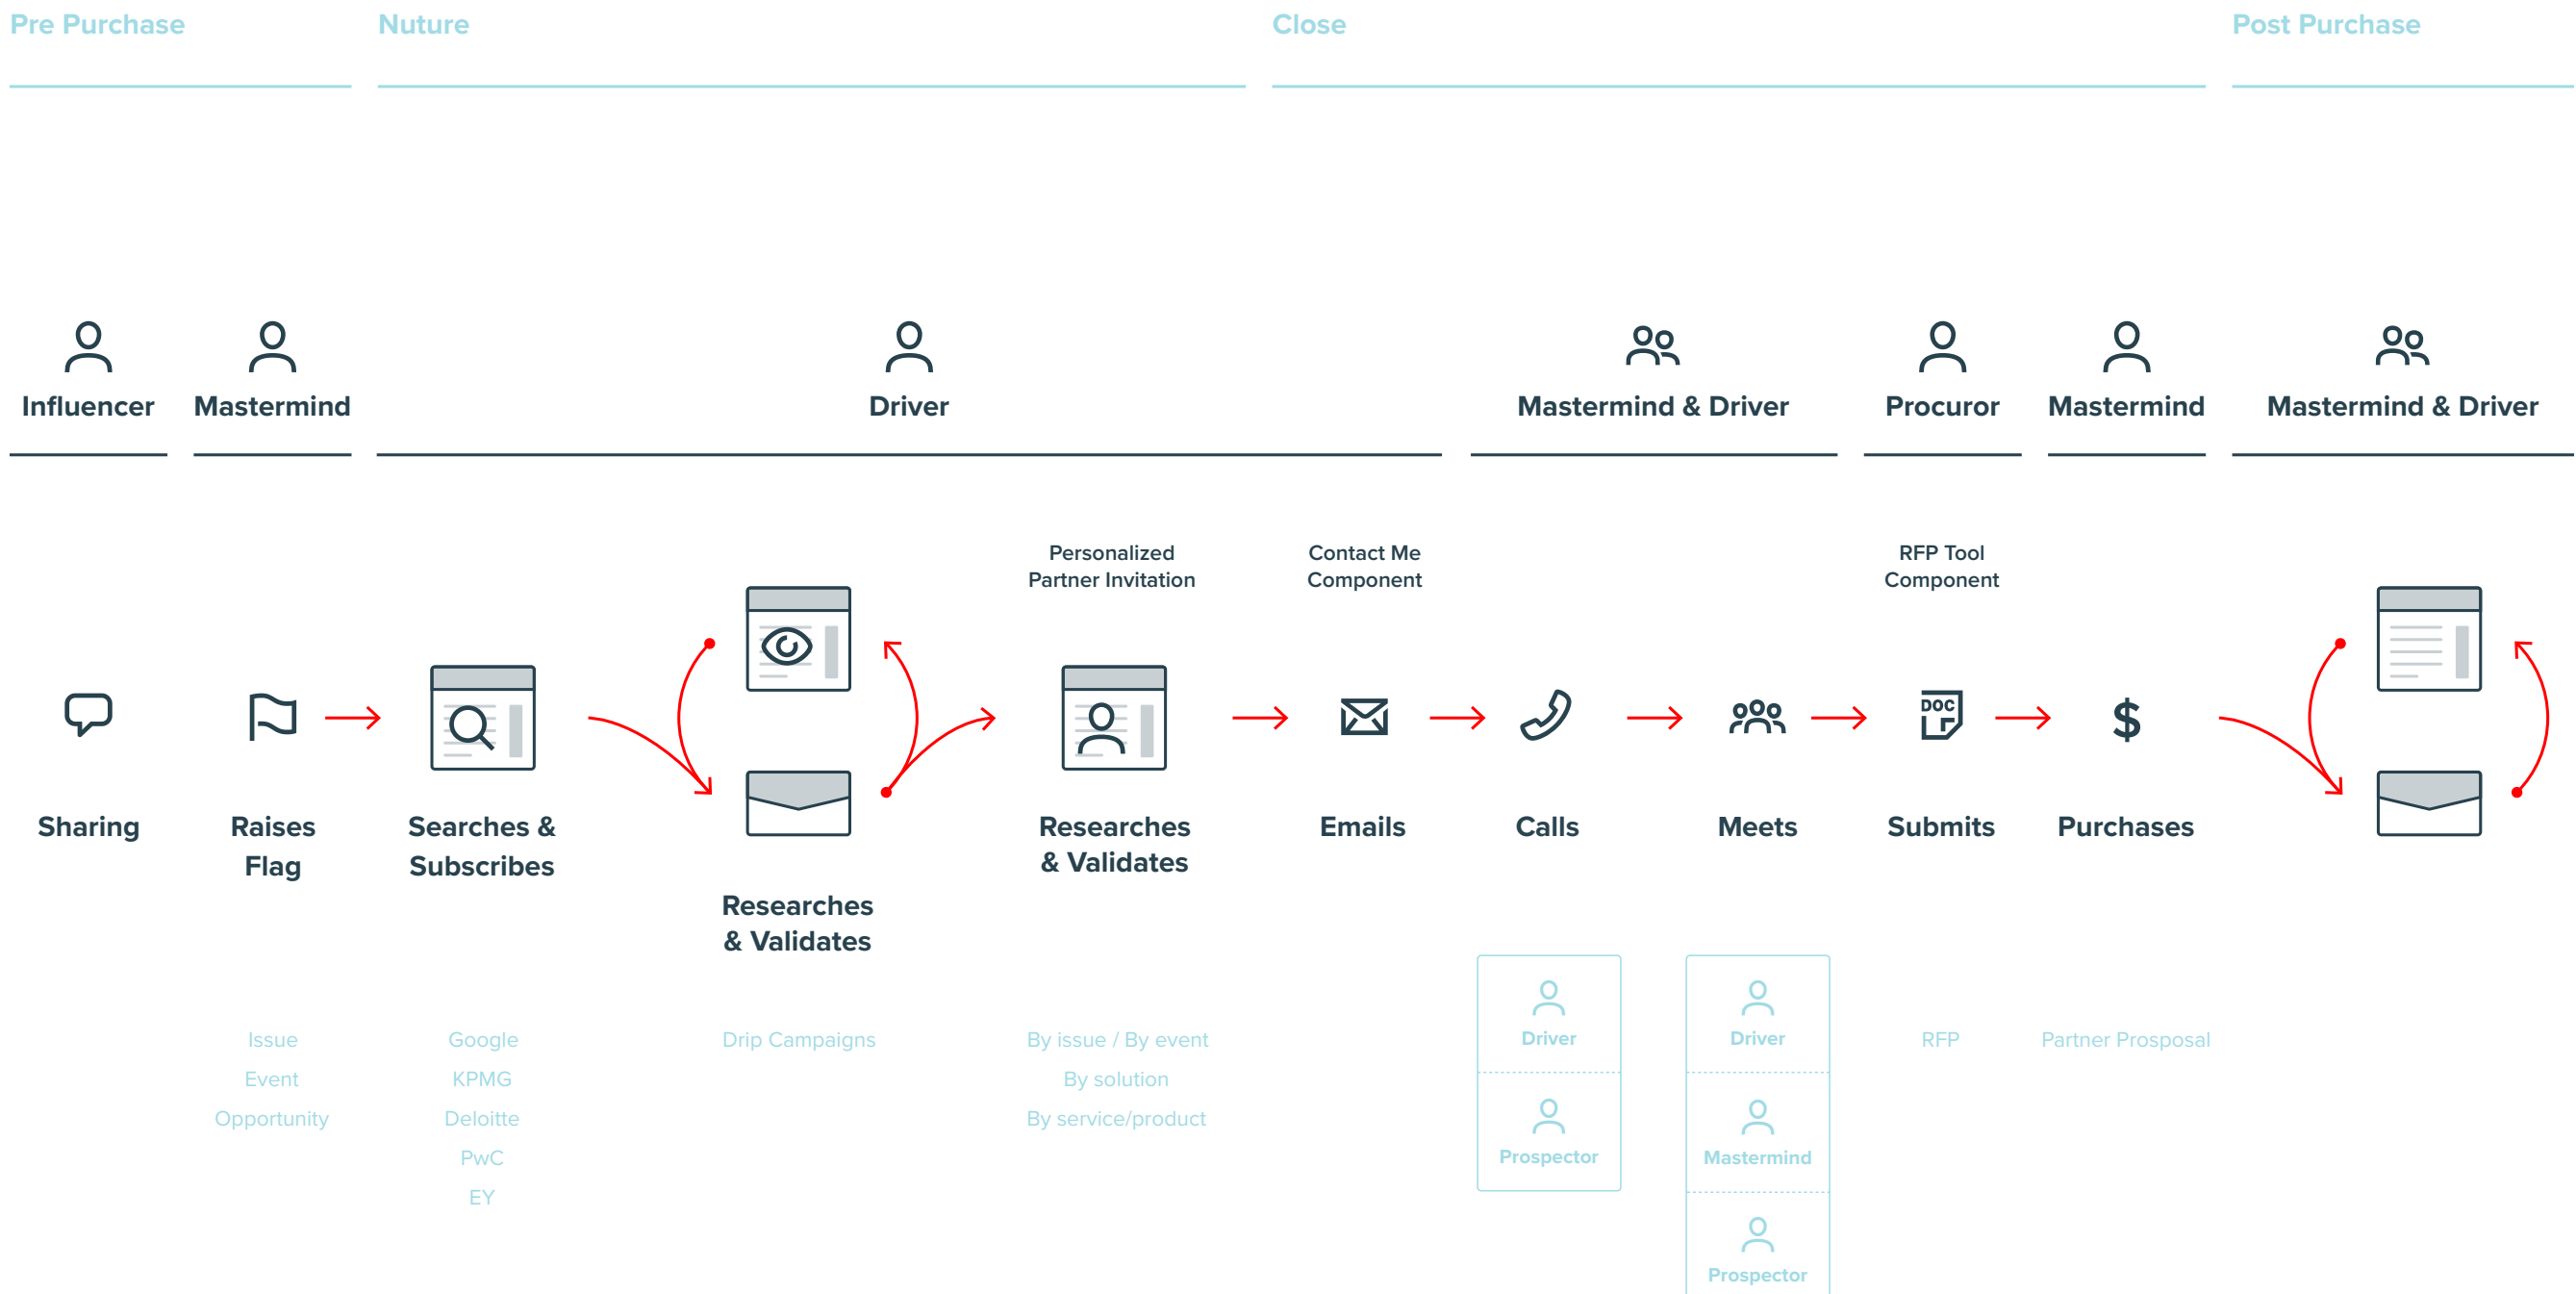 Pre Purchase
Nuture
Close
Post Purchase
Influencer
Mastermind
Driver
Mastermind & Driver
Procuror
Mastermind
Mastermind & Driver
Personalized
Partner Invitation
Contact Me
Component
RFP Tool
Component
DOC
$
Sharing
Raises
Flag
Searches &
Subscribes
Researches
& Validates
Researches
& Validates
Emails
Calls
Meets
Submits
Purchases
Issue
Event
Opportunity
Google
KPMG
Deloitte
PwC
EY
Drip Campaigns
By issue / By event
By solution
By service/product
Driver
Prospector
Driver
Mastermind
Prospector
RFP
Partner Prosposal